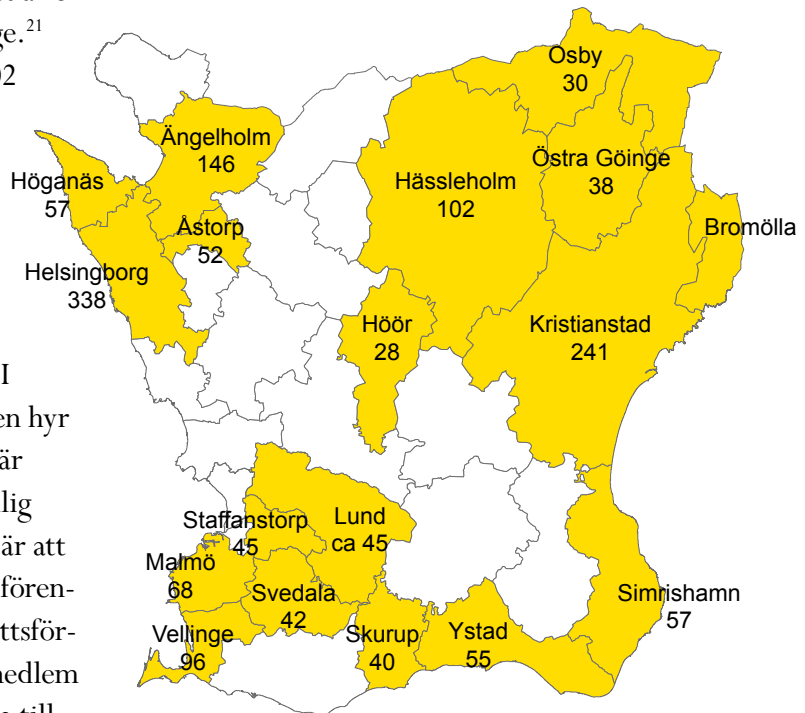 ge.21
02
I
en hyr
är
lig
är att
fören-
ttsför-
nedlem
Osby
30
Ängelholm
146
Östra Göinge
38
Hässleholm
102
Höganäs
57
Bromölla
Åstorp
52
Helsingborg
338
Höör
28
Kristianstad
241
Staffanstorp
45
Lund
ca 45
Malmö
68
Svedala
42
Simrishamn
57
Vellinge
96
Skurup
40
Ystad
55